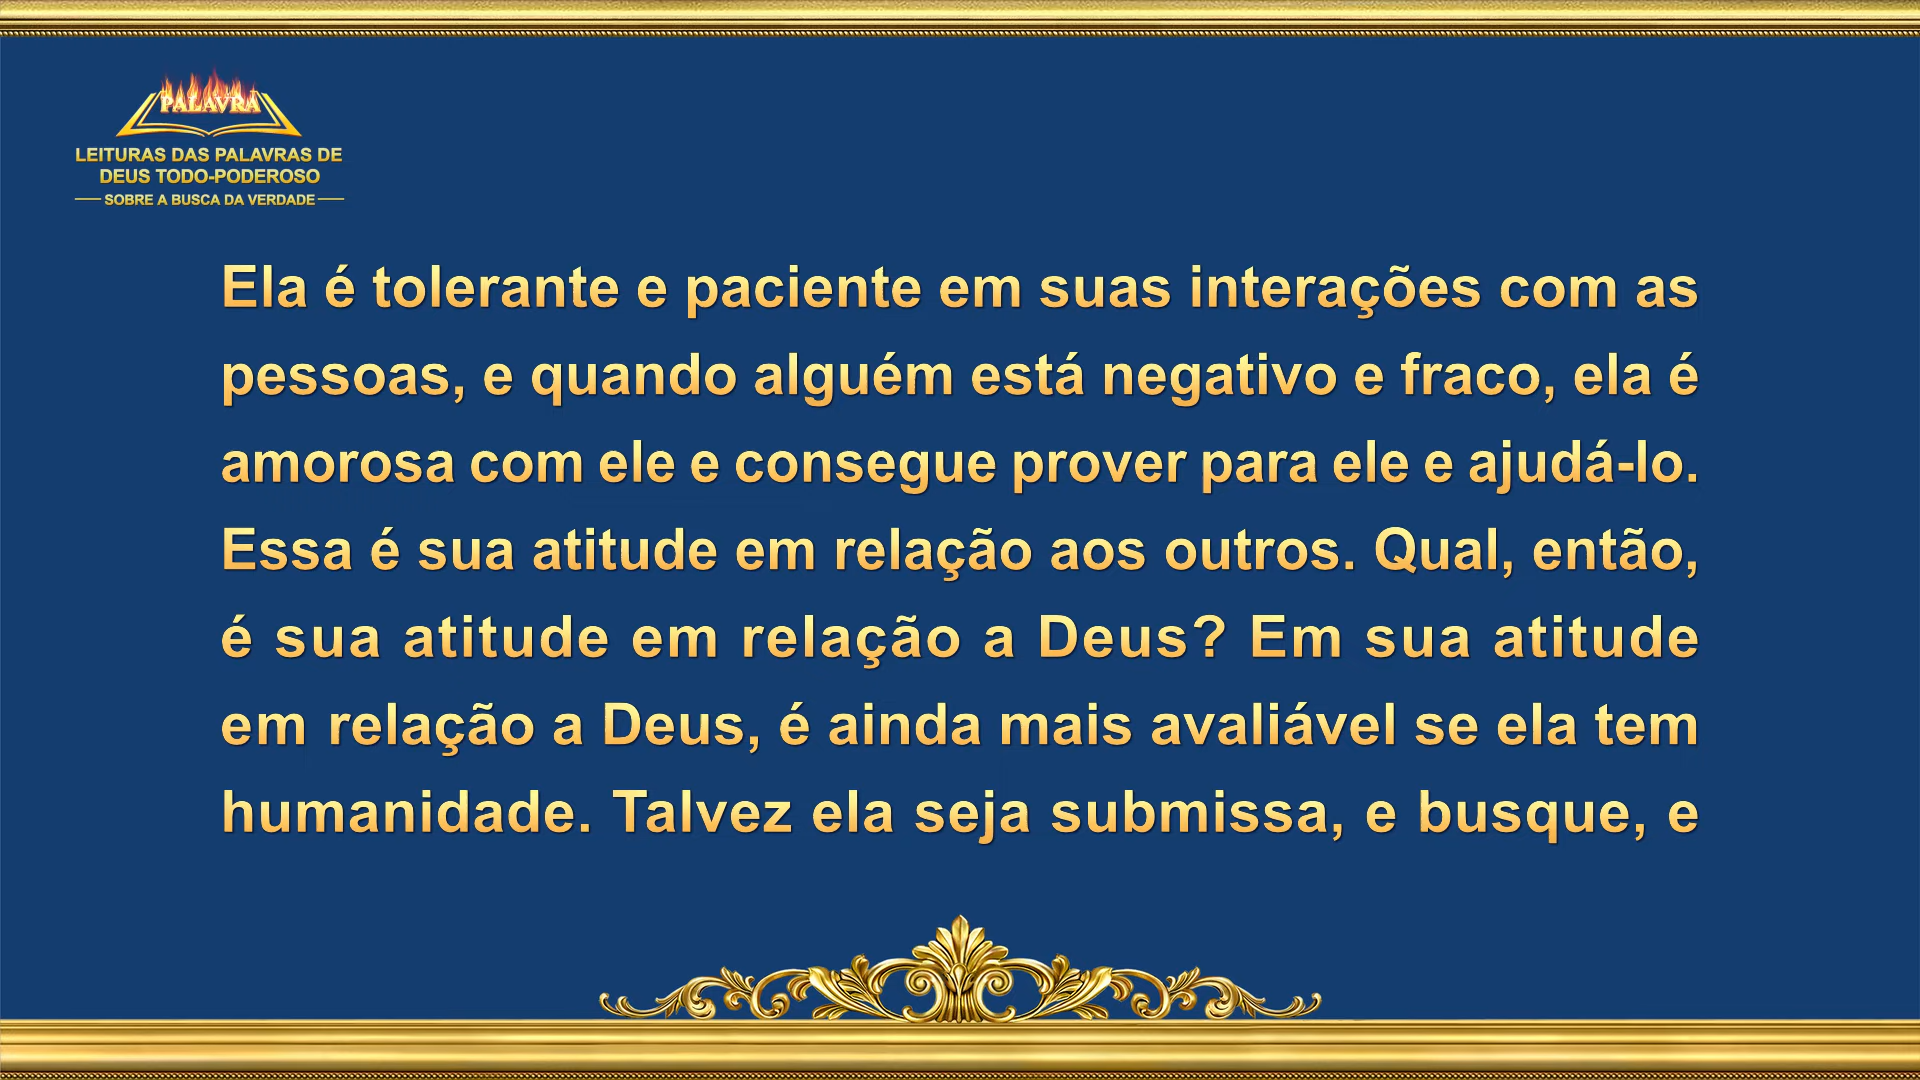 PALAVRA
LEITURAS DAS PALAVRAS DE
DEUS TODO-PODEROSO
SOBRE A BUSCA DA VERDADE
Ela é tolerante e paciente em suas interações com as
pessoas, e quando alguém está negativo e fraco, ela é
amorosa com ele e consegue prover para ele e ajudá-lo.
Essa é sua atitude em relação aos outros. Qual, então,
é sua atitude em relação a Deus? Em sua atitude
em relação a Deus, é ainda mais avaliável se ela tem
humanidade. Talvez ela seja submissa, e busque, e